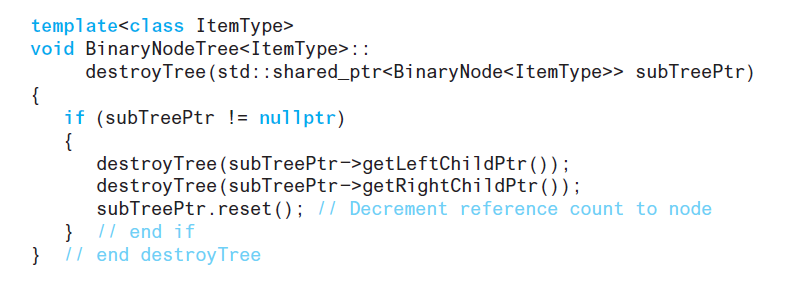 template<class ItemType>
void BinaryNodeTree<ItemType>::
     destroyTree(std::shared_ptr<BinaryNode<ItemType>> subTreePtr)
{
   if (subTreePtr != nullptr)
   {
      destroyTree(subTreePtr->getLeftChildPtr());
      destroyTree(subTreePtr->getRightChildPtr());
      subTreePtr.reset(); // Decrement reference count to node
   }  // end if
}  // end destroyTree